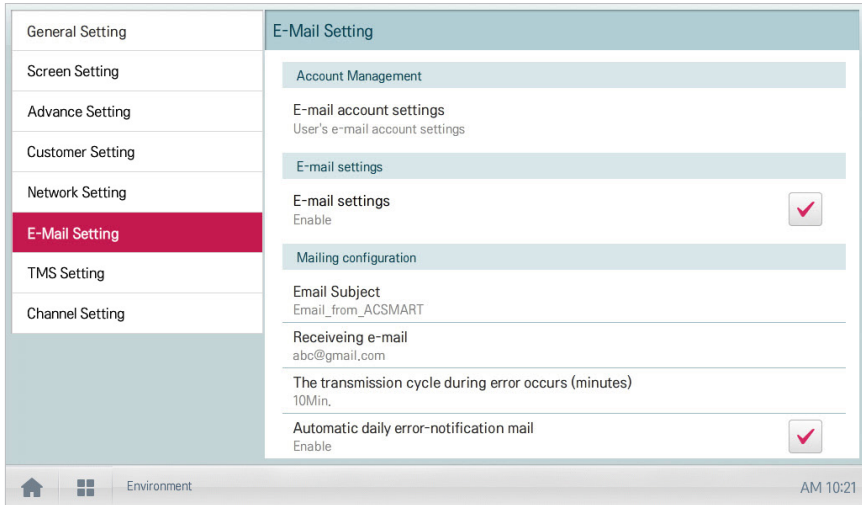 General Setting
Screen Setting
Advance Setting
Customer Setting
Network Setting
E-Mail Setting
TMS Setting
Channel Setting
E-Mail Setting
Account Management
E-mail account settings
User's e-mail account settings
E-mail settings
E-mail settings
Enable
Mailing configuration
Email Subject
Email_from_ACSMART
Receiveing e-mail
abc@gmail.com
The transmission cycle during error occurs (minutes)
10Min.
Automatic daily error-notification mail
Enable
Environment
AM 10:21